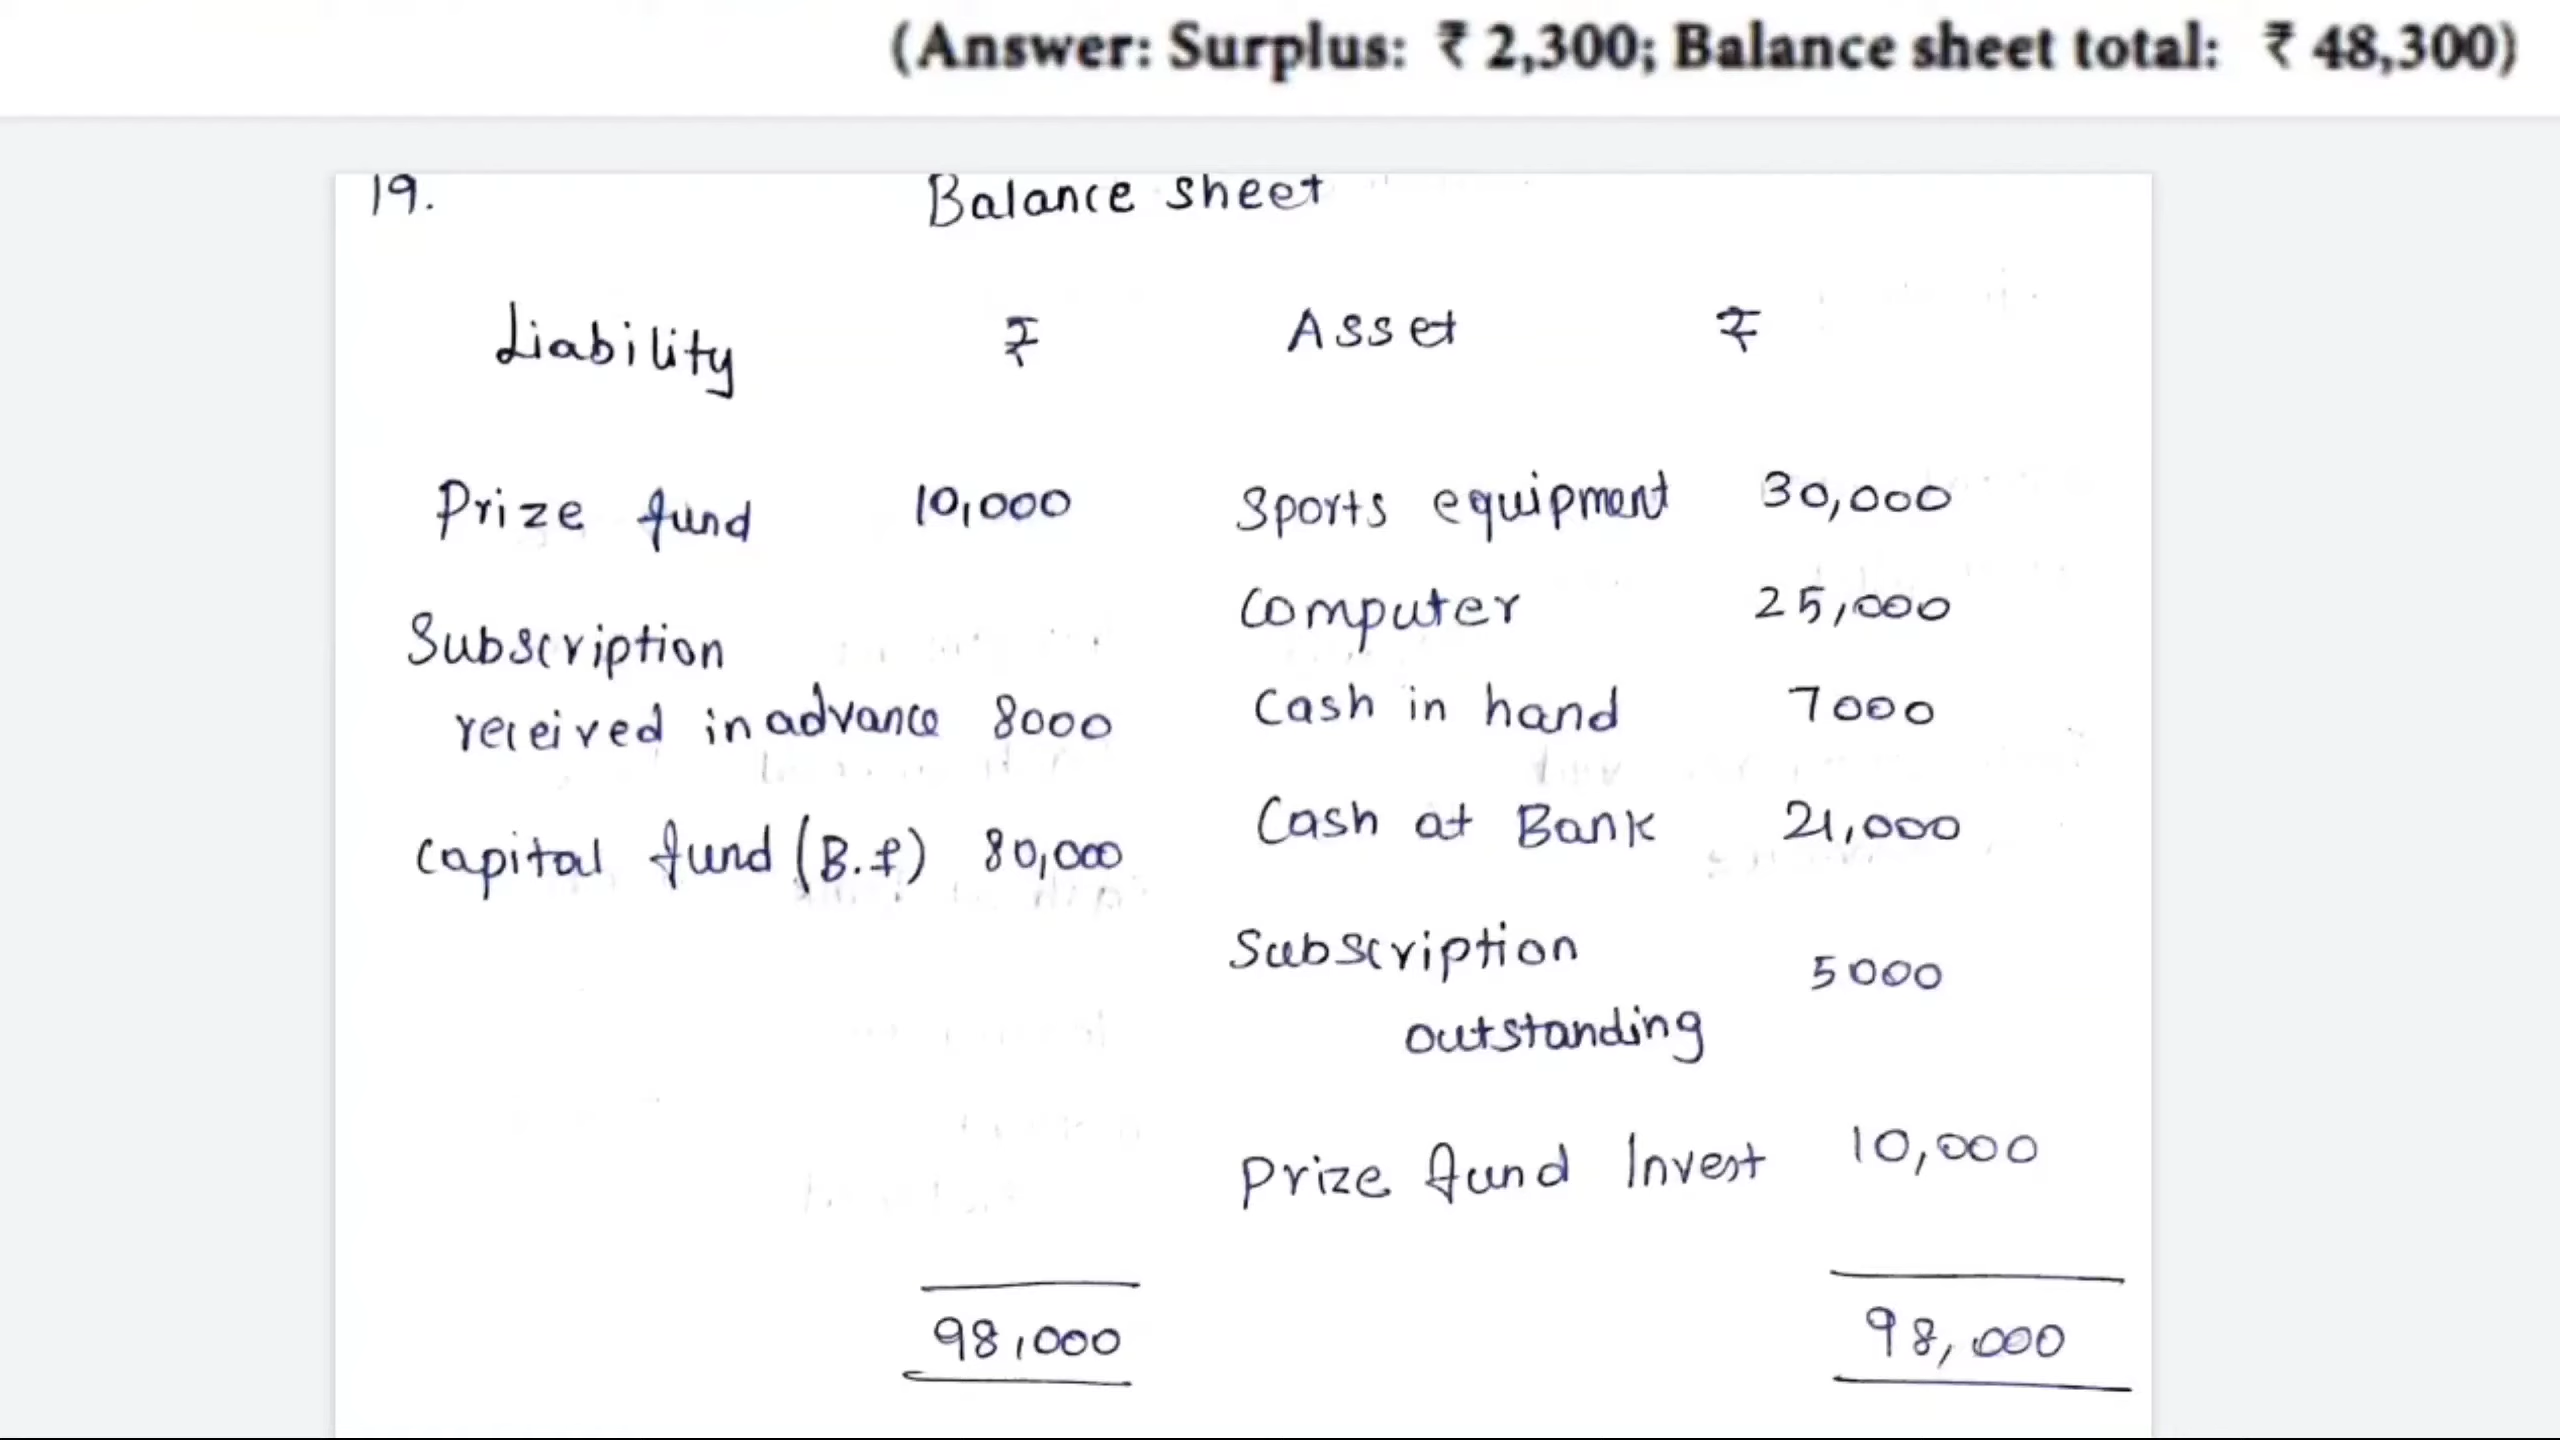 (Answer: Surplus: ₹ 2,300; Balance sheet total: ₹ 48,300)
19. Balance sheet
Liability ₹ Asset ₹
Prize fund 10,000 Sports equipment 30,000
Subscription Computer 25,000
received in advance 8000 Cash in hand 7000
capital fund (B.f) 80,000 Cash at Bank 21,000
Subscription 5000
outstanding
Prize fund Invest 10,000
98,000 98,000